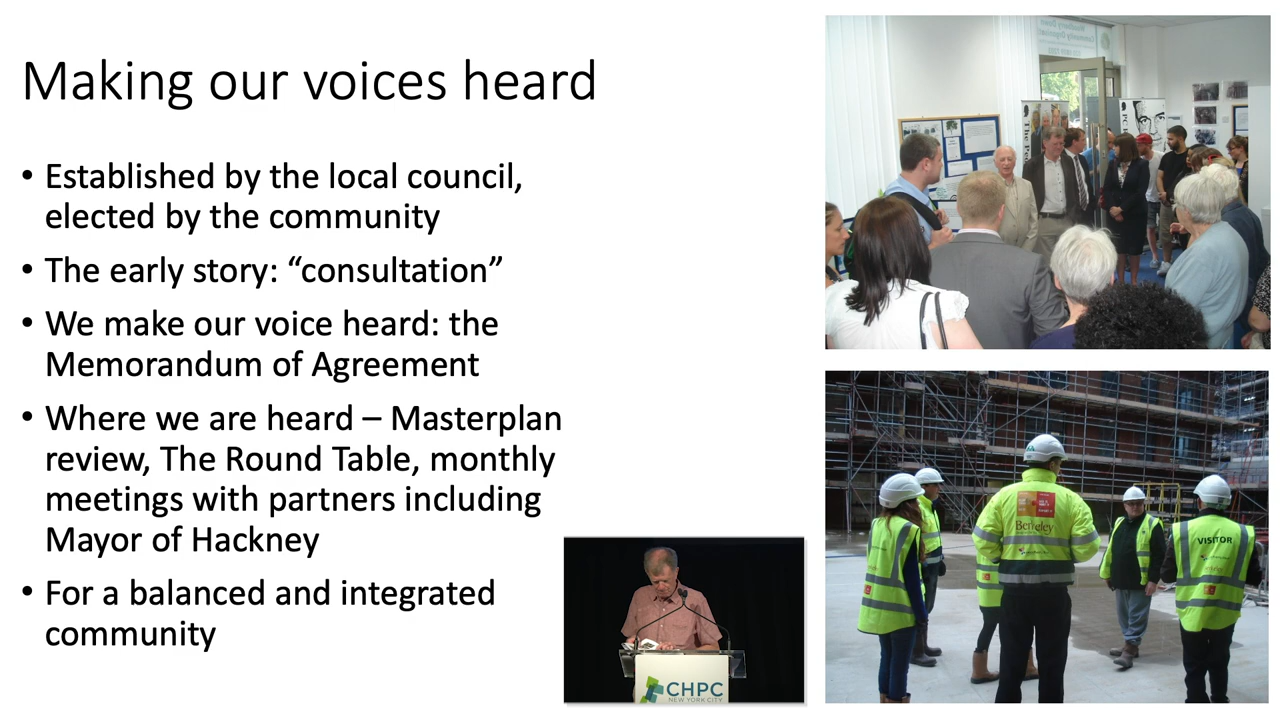 Making our voices heard
• Established by the local council,
elected by the community
• The early story: “consultation”
• We make our voice heard: the
Memorandum of Agreement
• Where we are heard – Masterplan
review, The Round Table, monthly
meetings with partners including
Mayor of Hackney
• For a balanced and integrated
community
The Peo
Berkeley
VISITOR
CHPC
NEW YORK CITY